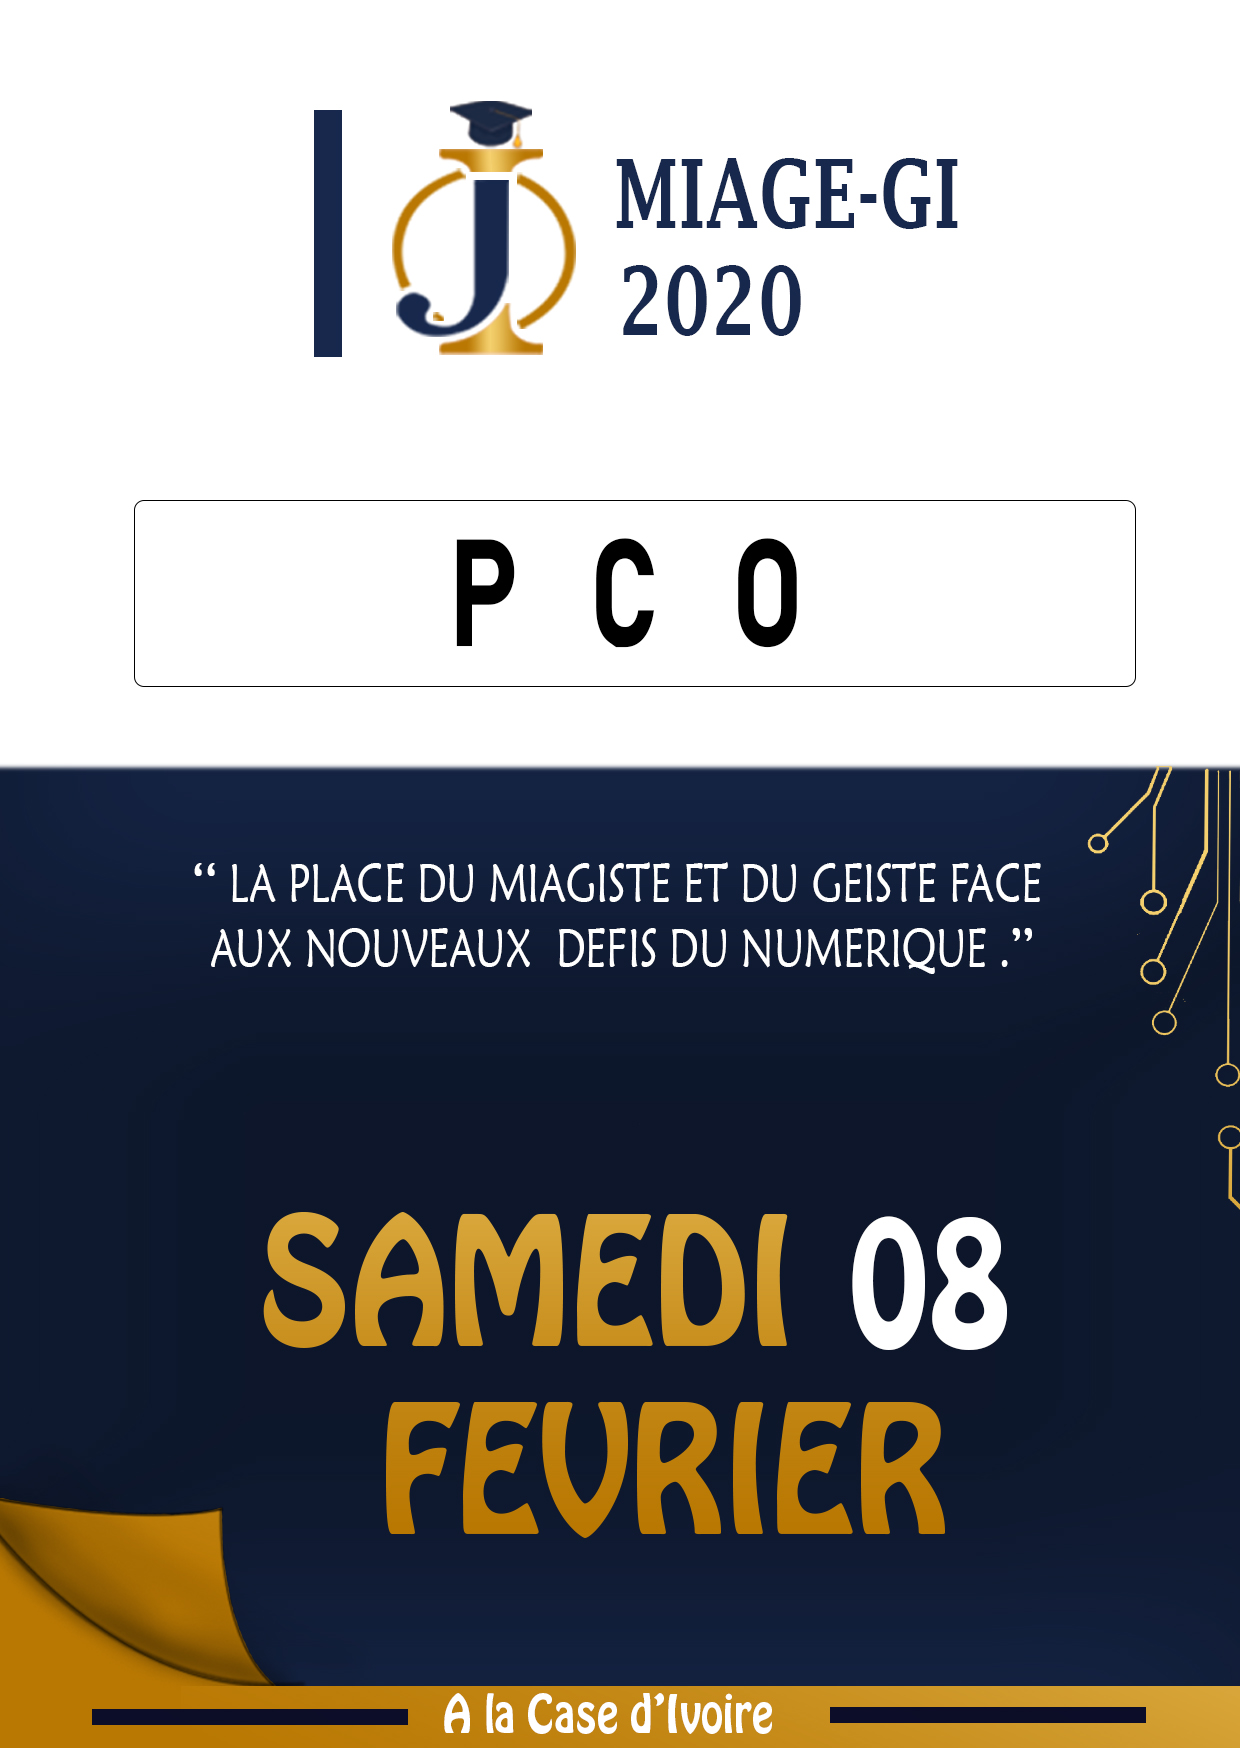 J
MIAGE-GI
2020
P C O
“ LA PLACE DU MIAGISTE ET DU GEISTE FACE
AUX NOUVEAUX DEFIS DU NUMERIQUE .”
SAMEDI 08
FEVRIER
A la Case d’Ivoire